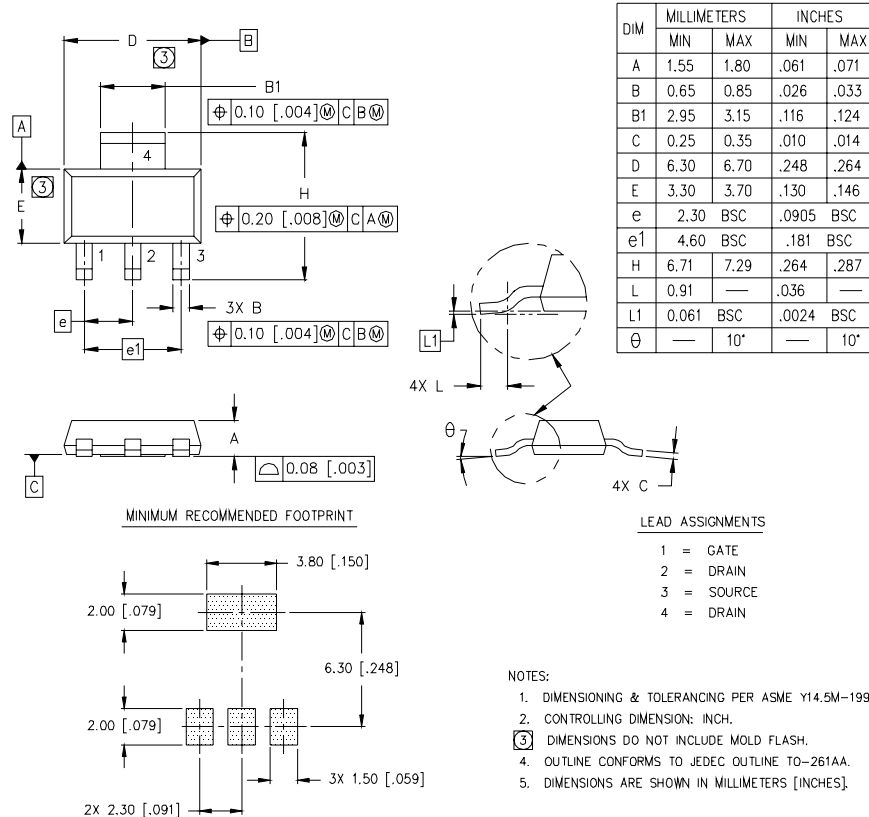 D
B
3
B1
⌖ 0.10 [.004]Ⓜ C BⓂ
A
4
3
E
H
⌖ 0.20 [.008]Ⓜ C AⓂ
1 2 3
3X B
e
⌖ 0.10 [.004]Ⓜ C BⓂ
e1
L1
4X L
DIM MILLIMETERS INCHES
MIN MAX MIN MAX
A 1.55 1.80 .061 .071
B 0.65 0.85 .026 .033
B1 2.95 3.15 .116 .124
C 0.25 0.35 .010 .014
D 6.30 6.70 .248 .264
E 3.30 3.70 .130 .146
e 2.30 BSC .0905 BSC
e1 4.60 BSC .181 BSC
H 6.71 7.29 .264 .287
L 0.91 — .036 —
L1 0.061 BSC .0024 BSC
θ — 10° — 10°
A
C
⌓ 0.08 [.003]
θ
4X C
MINIMUM RECOMMENDED FOOTPRINT
3.80 [.150]
2.00 [.079]
6.30 [.248]
2.00 [.079]
3X 1.50 [.059]
2X 2.30 [.091]
LEAD ASSIGNMENTS
1 = GATE
2 = DRAIN
3 = SOURCE
4 = DRAIN
NOTES:
1. DIMENSIONING & TOLERANCING PER ASME Y14.5M-199
2. CONTROLLING DIMENSION: INCH.
3 DIMENSIONS DO NOT INCLUDE MOLD FLASH.
4. OUTLINE CONFORMS TO JEDEC OUTLINE TO-261AA.
5. DIMENSIONS ARE SHOWN IN MILLIMETERS [INCHES].